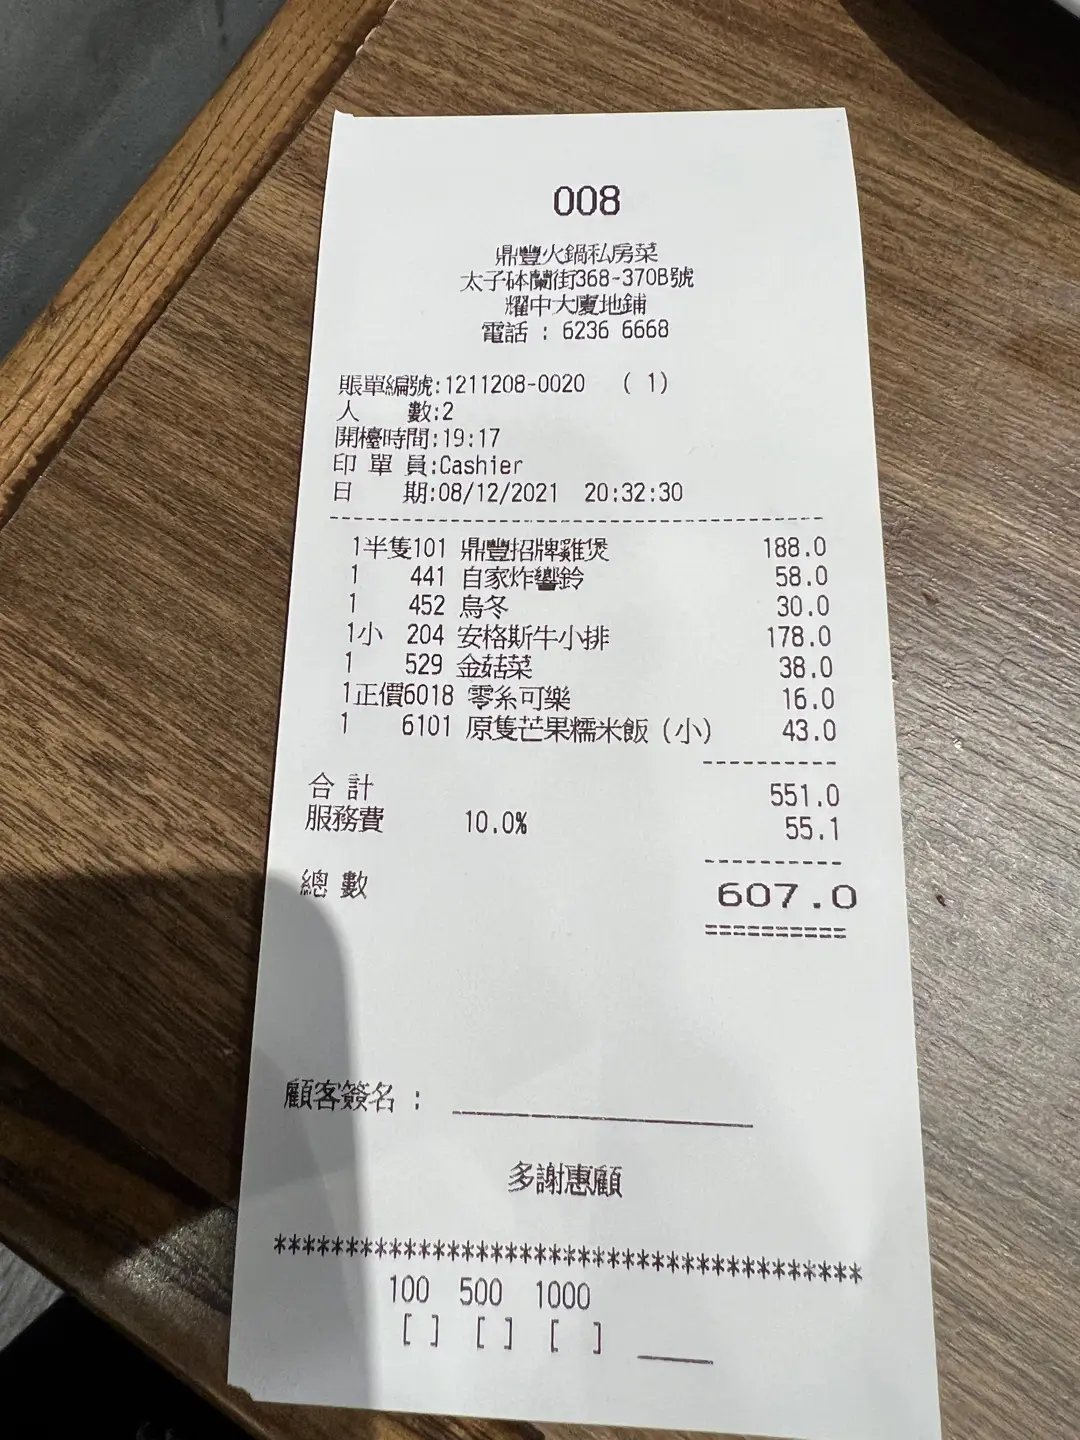 008
鼎豐火鍋私房菜
太子砵蘭街368-370B號
耀中大廈地鋪
電話 : 6236 6668
賬單編號:1211208-0020 ( 1)
人 數:2
開檯時間:19:17
印 單 員:Cashier
日 期:08/12/2021 20:32:30
1半隻101 鼎豐招牌雞煲 188.0
1 441 自家炸響鈴 58.0
1 452 烏冬 30.0
1小 204 安格斯牛小排 178.0
1 529 金菇菜 38.0
1正價6018 零系可樂 16.0
1 6101 原隻芒果糯米飯(小) 43.0
合 計 551.0
服務費 10.0% 55.1
總 數 607.0
==========
顧客簽名 :
多謝惠顧
*****************************************
100 500 1000
[ ] [ ] [ ] ____